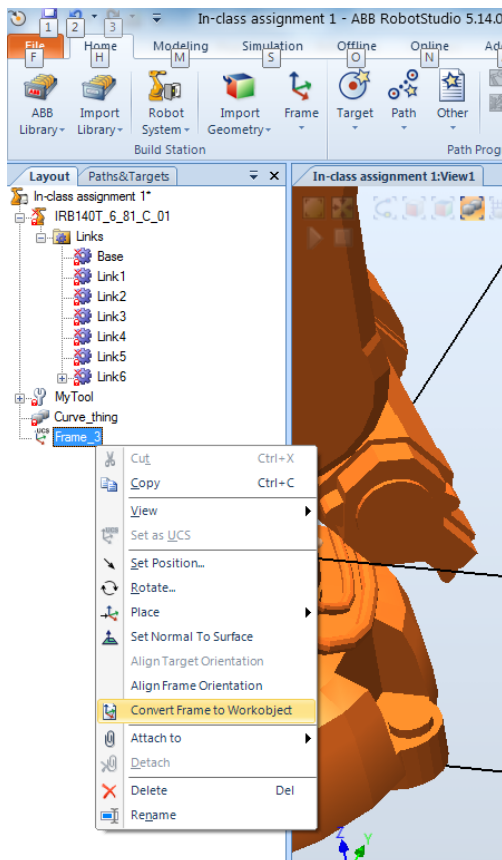 1 2 3 In-class assignment 1 - ABB RobotStudio 5.14.0
File Home Modeling Simulation Offline Online Ad
F H M S O N
ABB Library Import Library Robot System Import Geometry Frame Target Path Other
Build Station Path Prog
Layout Paths&Targets
In-class assignment 1:View1
In-class assignment 1*
IRB140T_6_81_C_01
Links
Base
Link1
Link2
Link3
Link4
Link5
Link6
MyTool
Curve_thing
UCS Frame_3
Cut Ctrl+X
Copy Ctrl+C
View
UCS Set as UCS
Set Position...
Rotate...
Place
Set Normal To Surface
Align Target Orientation
Align Frame Orientation
Convert Frame to Workobject
Attach to
Detach
Delete Del
Rename
Z Y